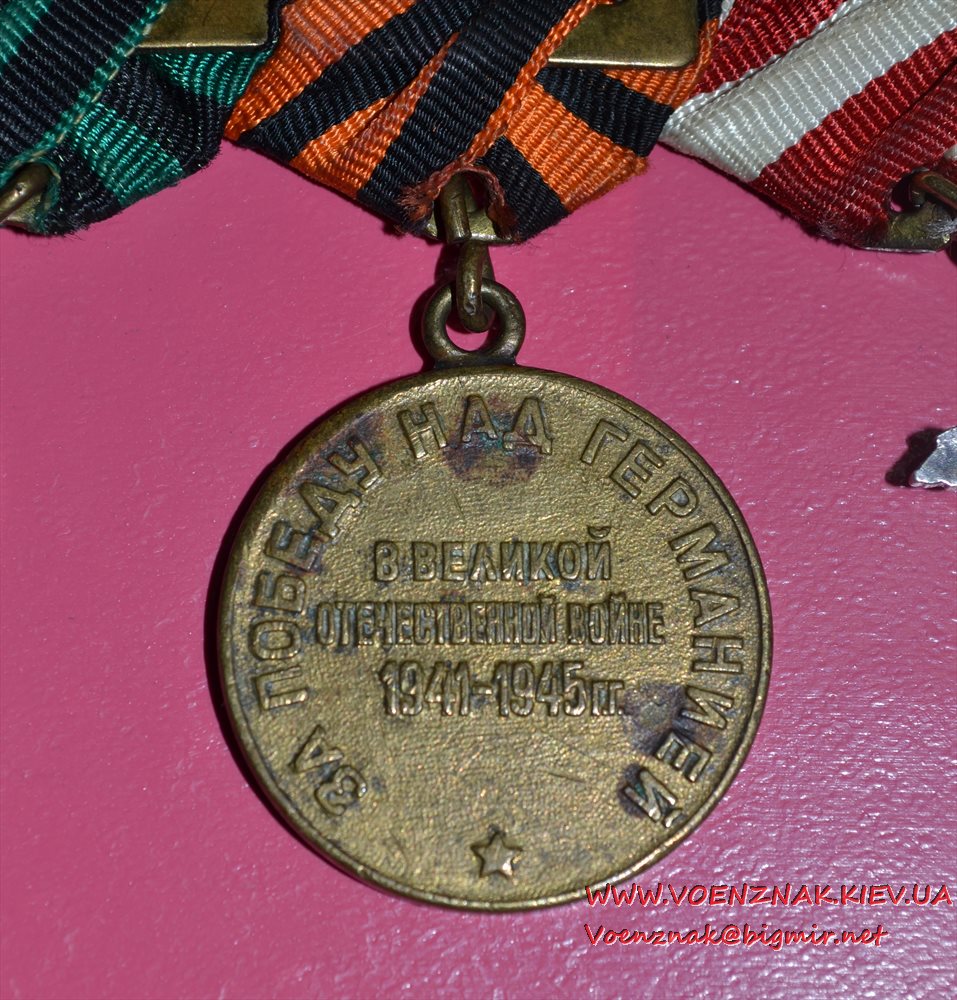 ЗА ПОБЕДУ НАД ГЕРМАНИЕЙ
В ВЕЛИКОЙ
ОТЕЧЕСТВЕННОЙ ВОЙНЕ
1941-1945 гг.
WWW.VOENZNAK.KIEV.UA
Voenznak@bigmir.net